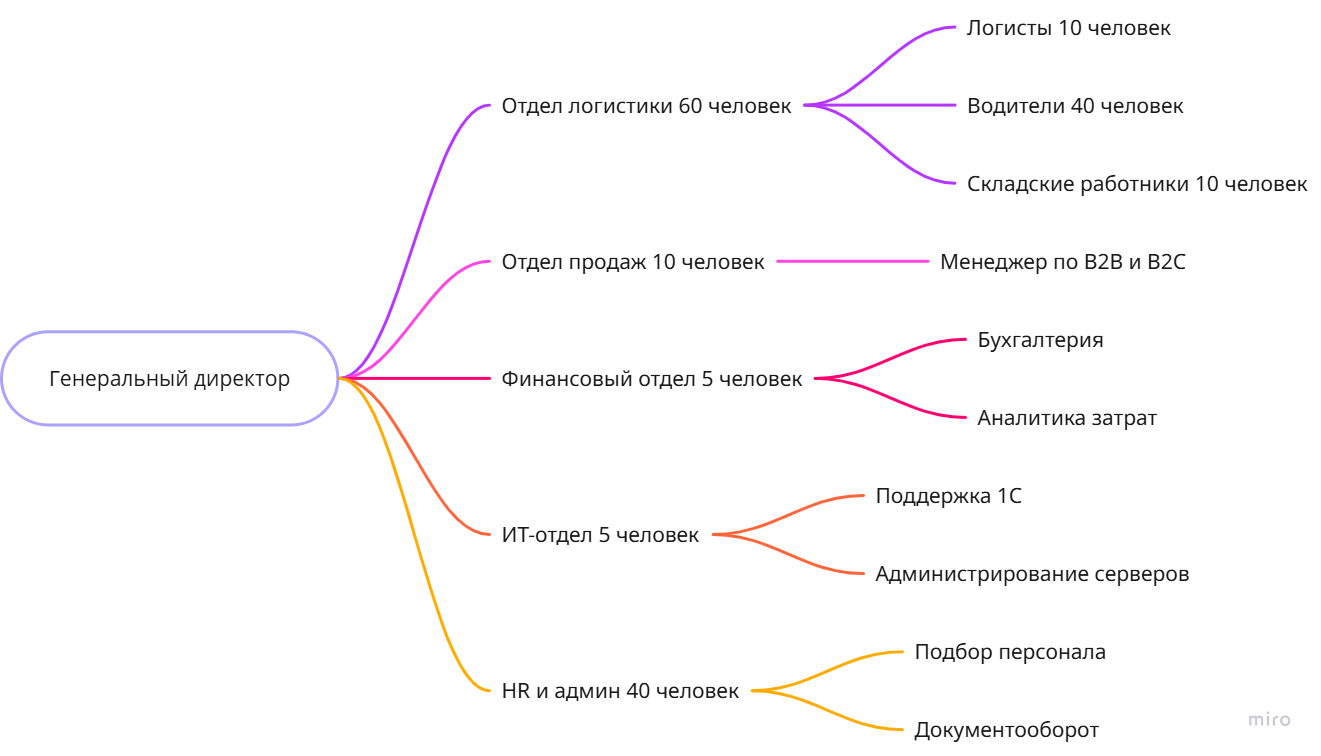 Генеральный директор
Отдел логистики 60 человек
Логисты 10 человек
Водители 40 человек
Складские работники 10 человек
Отдел продаж 10 человек
Менеджер по B2B и B2C
Финансовый отдел 5 человек
Бухгалтерия
Аналитика затрат
ИТ-отдел 5 человек
Поддержка 1С
Администрирование серверов
HR и админ 40 человек
Подбор персонала
Документооборот
miro